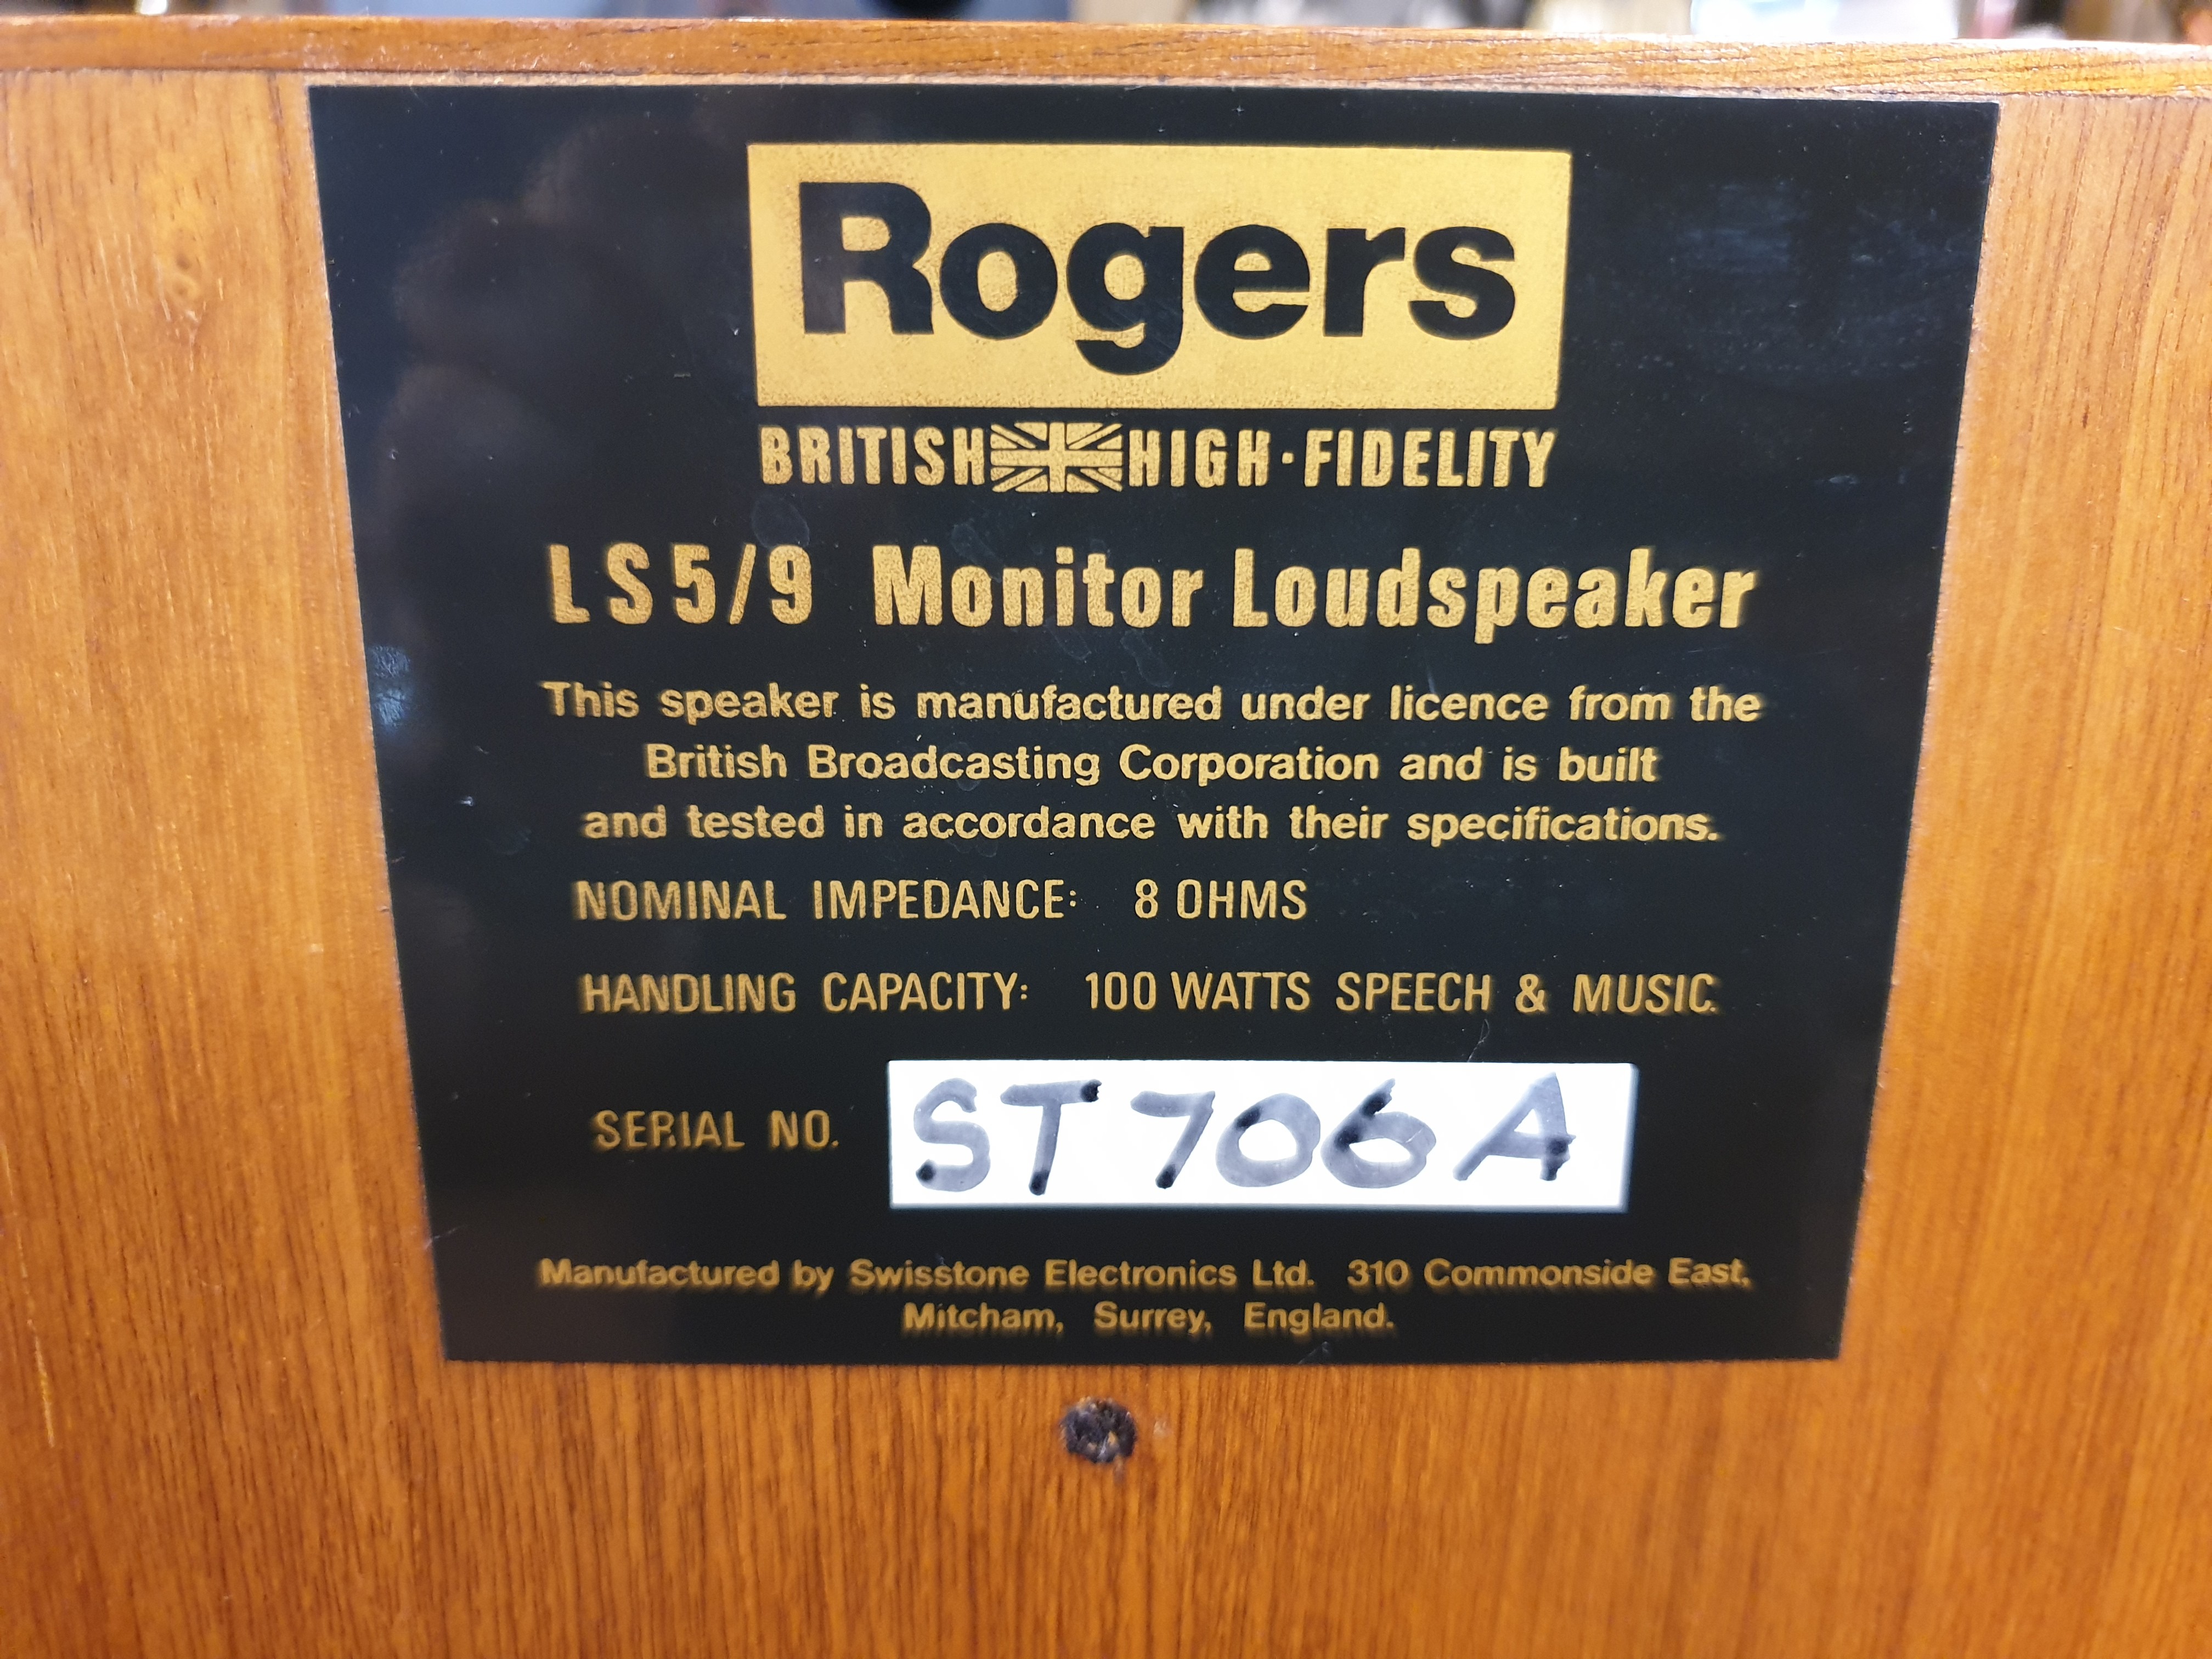 Rogers
BRITISH HIGH·FIDELITY
LS5/9 Monitor Loudspeaker
This speaker is manufactured under licence from the
British Broadcasting Corporation and is built
and tested in accordance with their specifications.
NOMINAL IMPEDANCE: 8 OHMS
HANDLING CAPACITY: 100 WATTS SPEECH & MUSIC.
SERIAL NO. ST706A
Manufactured by Swisstone Electronics Ltd. 310 Commonside East,
Mitcham, Surrey, England.